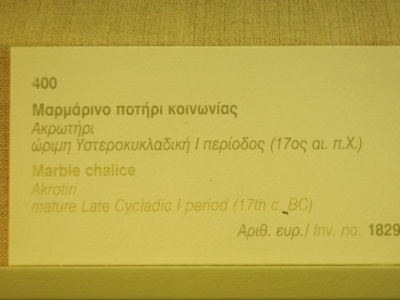 400
Μαρμάρινο ποτήρι κοινωνίας
Ακρωτήρι
ώριμη Υστεροκυκλαδική Ι περίοδος (17ος αι. π.Χ.)
Marble chalice
Akrotiri
mature Late Cycladic I period (17th c. BC)
Αριθ. ευρ./ Inv. no. 1829